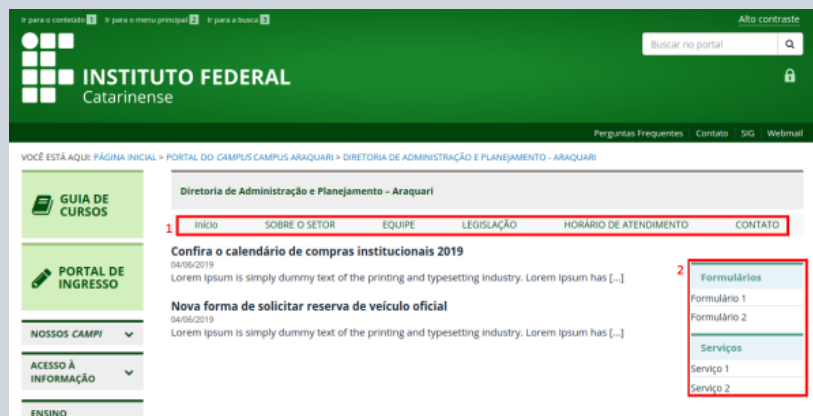 Ir para o conteúdo 1 Ir para o menu principal 2 Ir para a busca 3 Alto contraste
Buscar no portal
INSTITUTO FEDERAL
Catarinense
Perguntas Frequentes Contato SIG Webmail
VOCÊ ESTÁ AQUI: PÁGINA INICIAL > PORTAL DO CAMPUS CAMPUS ARAQUARI > DIRETORIA DE ADMINISTRAÇÃO E PLANEJAMENTO - ARAQUARI
GUIA DE
CURSOS
PORTAL DE
INGRESSO
NOSSOS CAMPI
ACESSO À
INFORMAÇÃO
ENSINO
Diretoria de Administração e Planejamento – Araquari
1 Início SOBRE O SETOR EQUIPE LEGISLAÇÃO HORÁRIO DE ATENDIMENTO CONTATO
Confira o calendário de compras institucionais 2019
04/06/2019
Lorem Ipsum is simply dummy text of the printing and typesetting industry. Lorem Ipsum has [...]
Nova forma de solicitar reserva de veículo oficial
04/06/2019
Lorem Ipsum is simply dummy text of the printing and typesetting industry. Lorem Ipsum has [...]
2 Formulários
Formulário 1
Formulário 2
Serviços
Serviço 1
Serviço 2